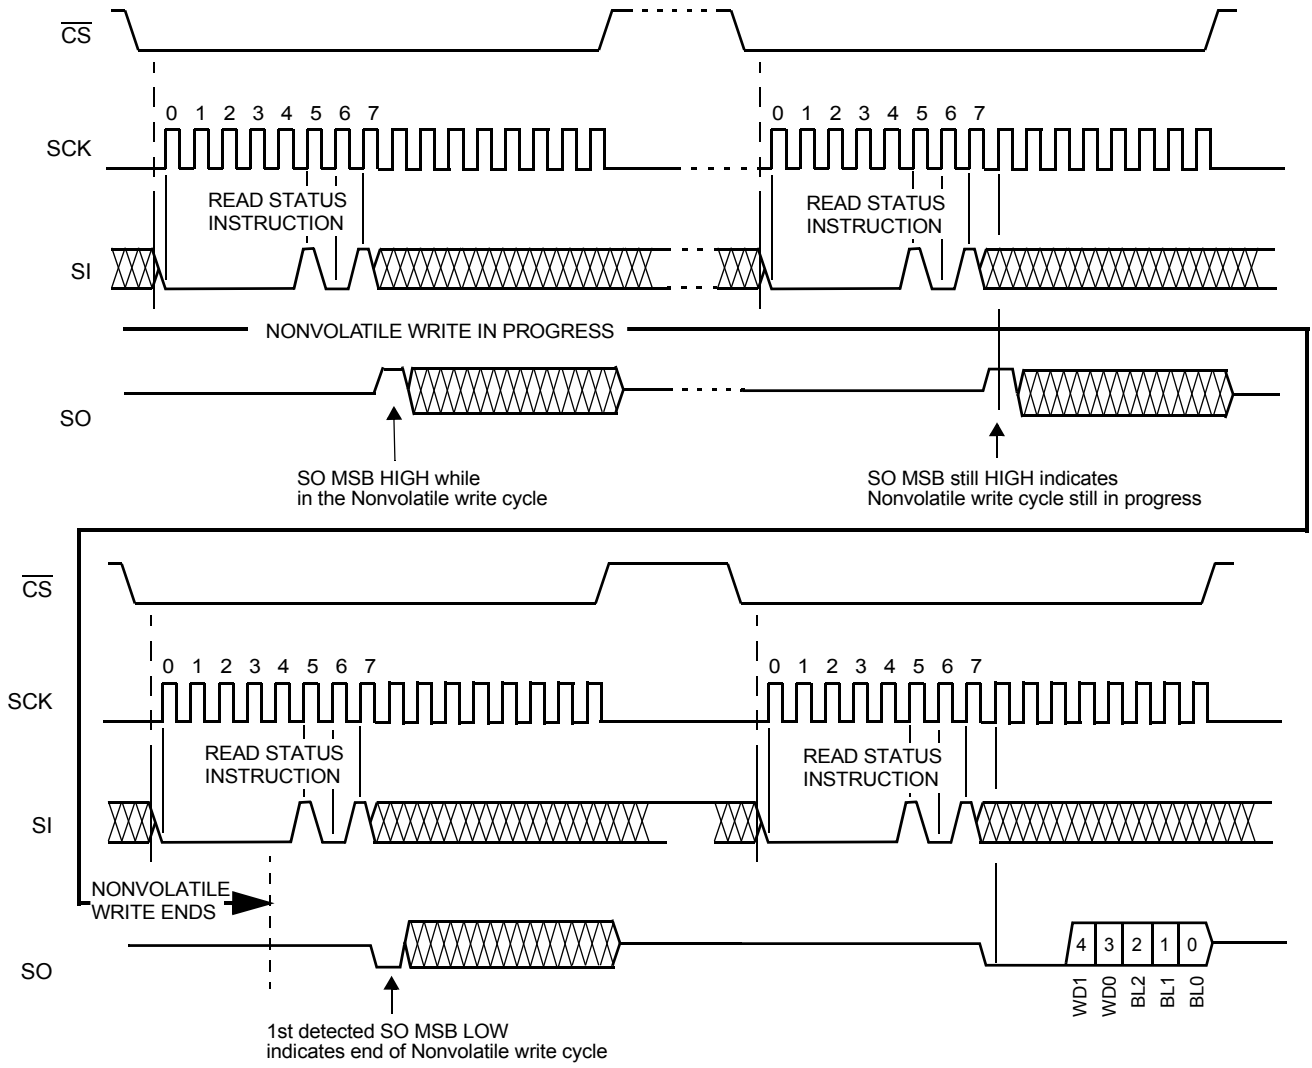 CS
0 1 2 3 4 5 6 7
0 1 2 3 4 5 6 7
SCK
READ STATUS
INSTRUCTION
READ STATUS
INSTRUCTION
SI
NONVOLATILE WRITE IN PROGRESS
SO
SO MSB HIGH while
in the Nonvolatile write cycle
SO MSB still HIGH indicates
Nonvolatile write cycle still in progress
CS
0 1 2 3 4 5 6 7
0 1 2 3 4 5 6 7
SCK
READ STATUS
INSTRUCTION
READ STATUS
INSTRUCTION
SI
NONVOLATILE
WRITE ENDS
SO
4 3 2 1 0
WD1
WD0
BL2
BL1
BL0
1st detected SO MSB LOW
indicates end of Nonvolatile write cycle